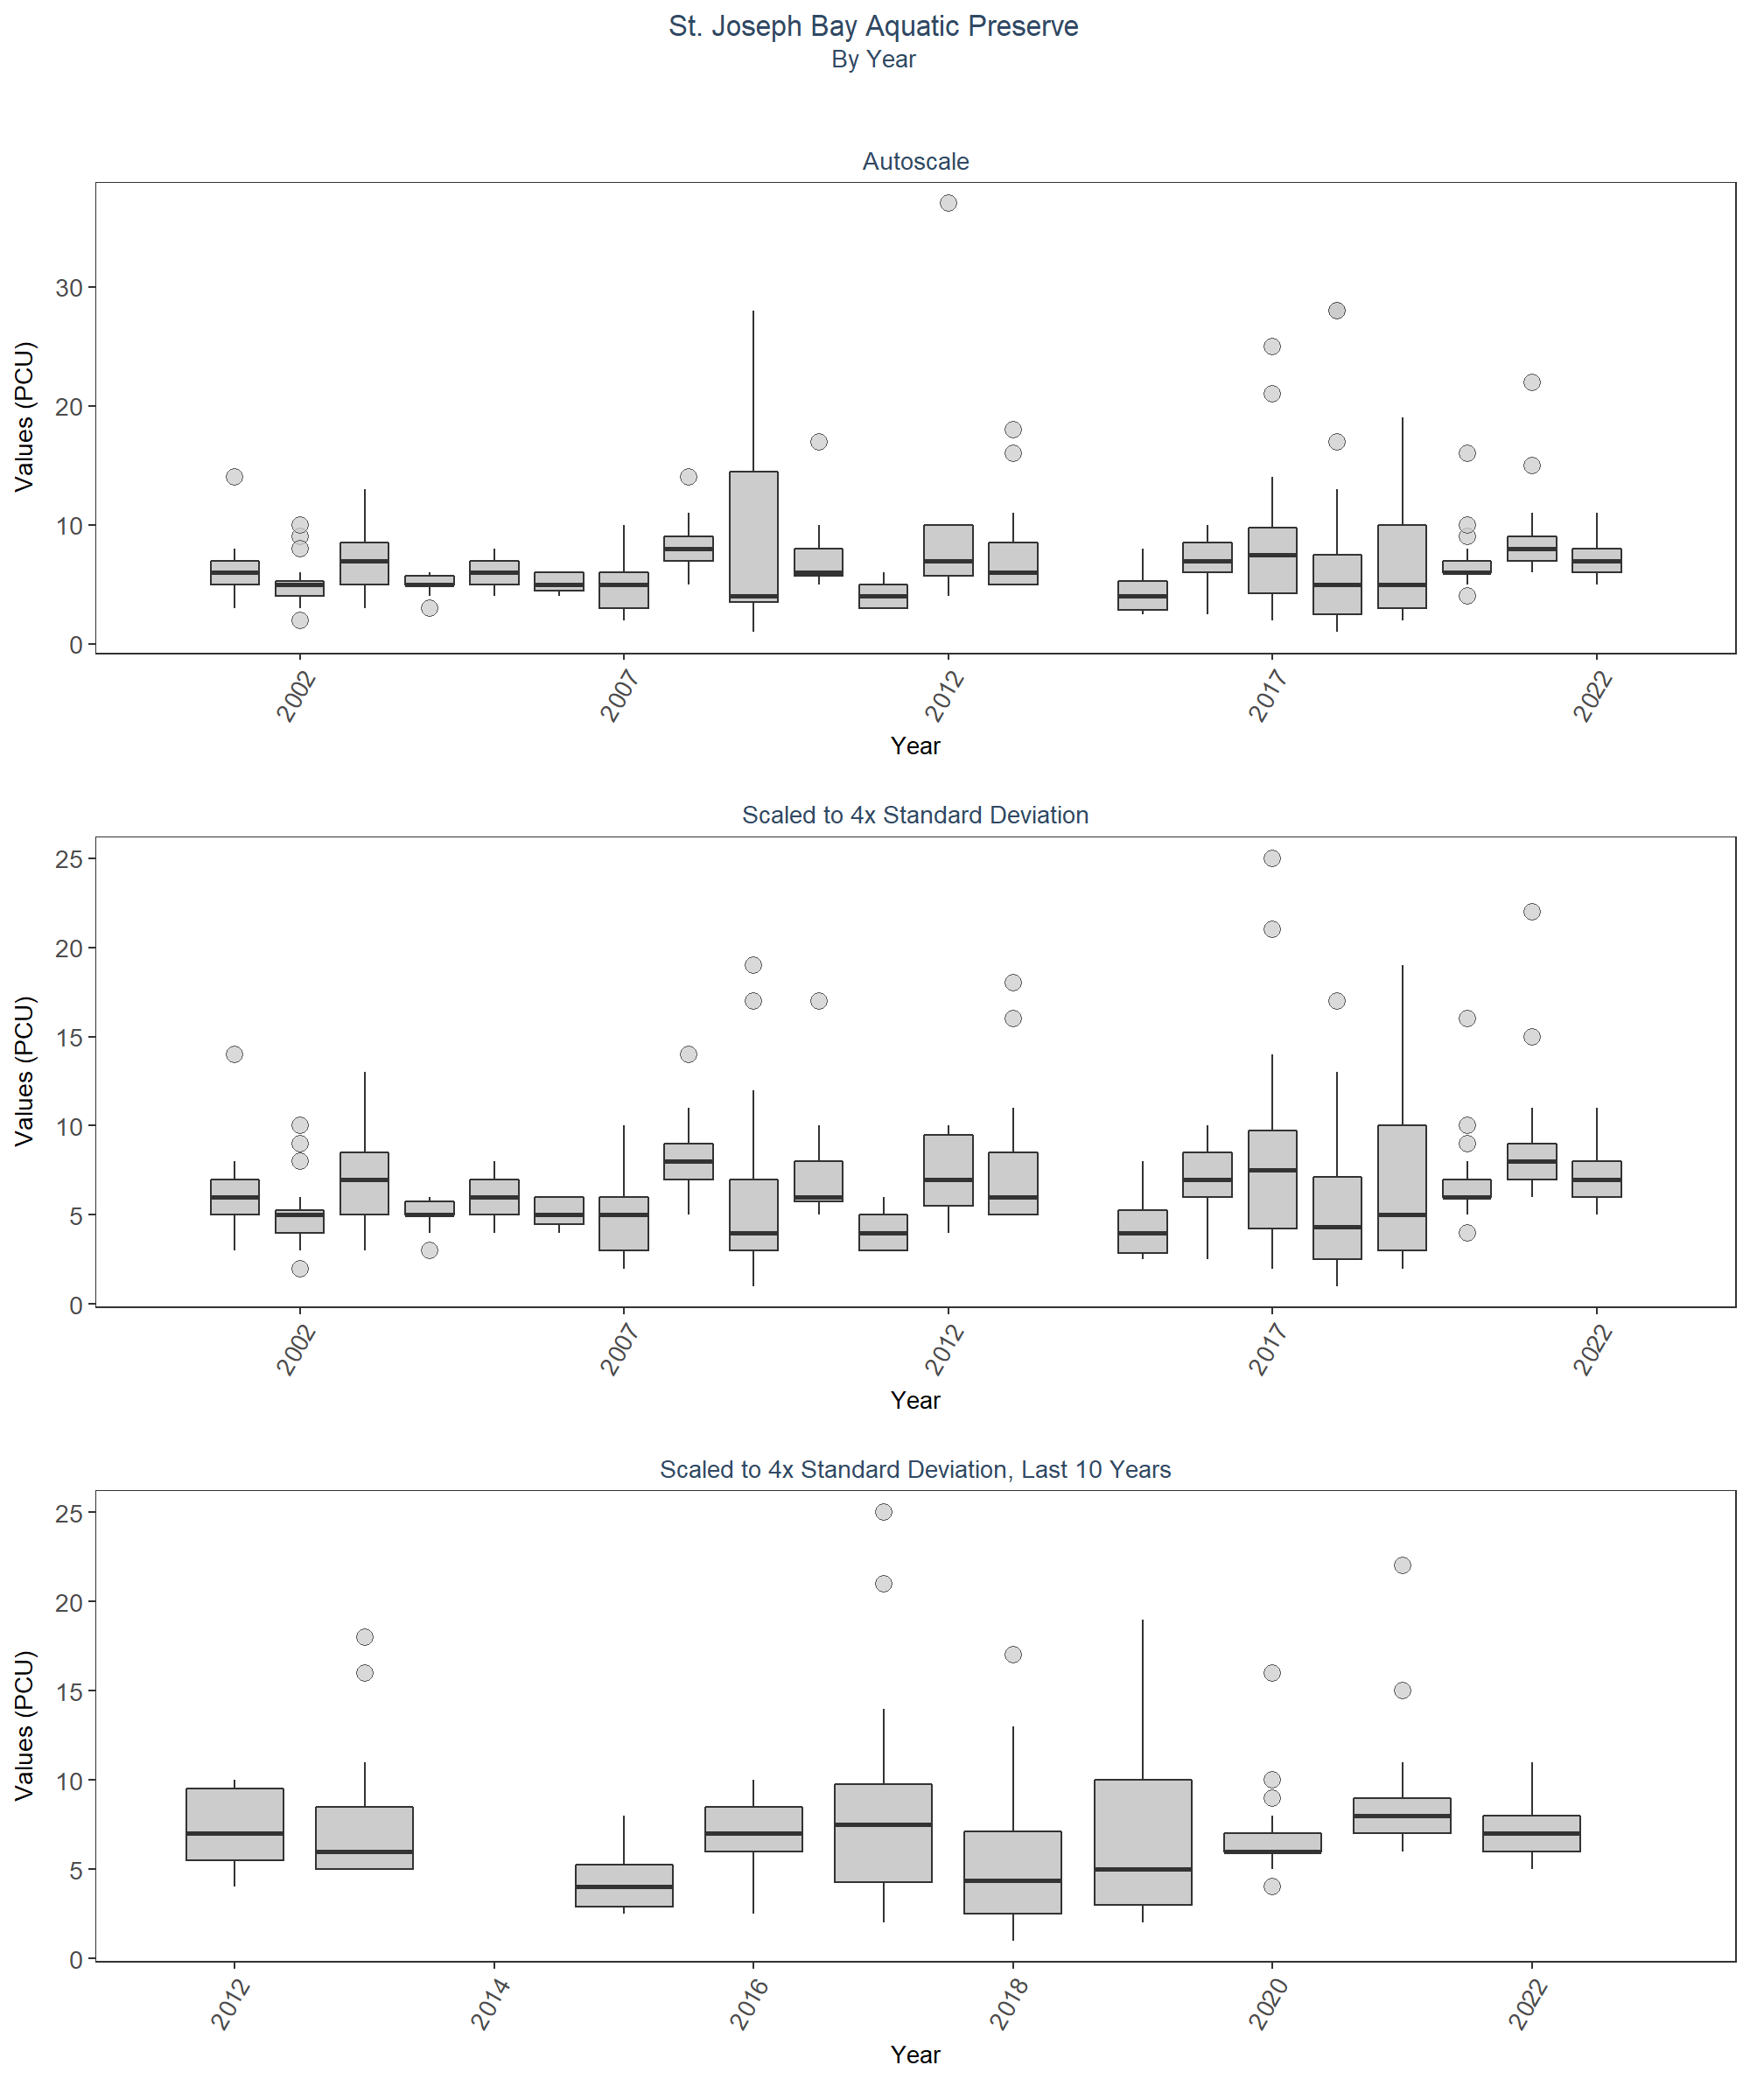 St. Joseph Bay Aquatic Preserve
By Year
Autoscale
Values (PCU)
30
20
10
0
2002
2007
2012
2017
2022
Year
Scaled to 4x Standard Deviation
Values (PCU)
25
20
15
10
5
0
2002
2007
2012
2017
2022
Year
Scaled to 4x Standard Deviation, Last 10 Years
Values (PCU)
25
20
15
10
5
0
2012
2014
2016
2018
2020
2022
Year